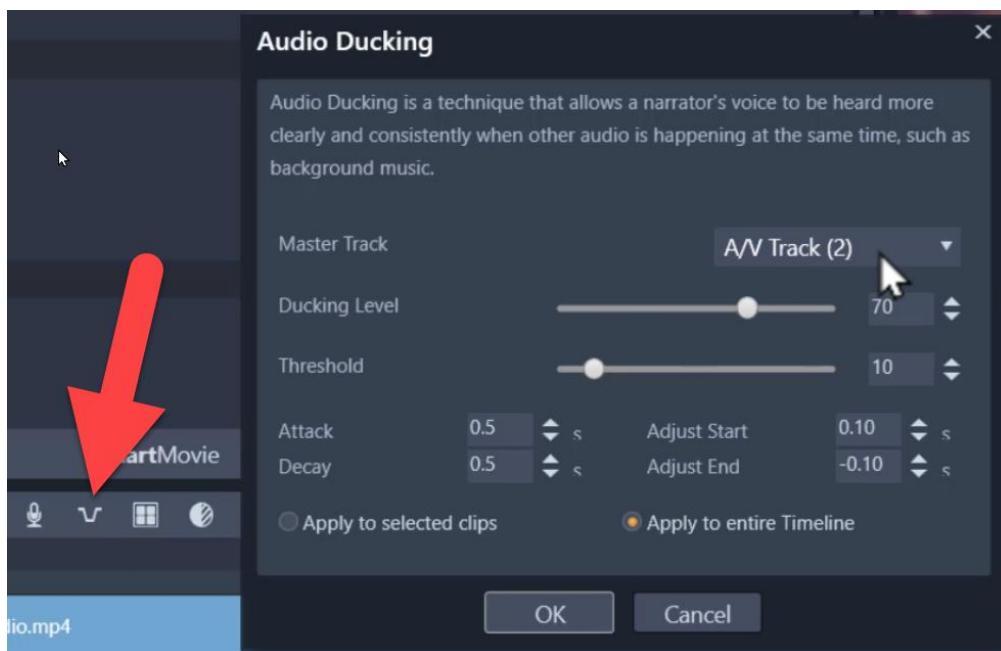 Audio Ducking
Audio Ducking is a technique that allows a narrator's voice to be heard more
clearly and consistently when other audio is happening at the same time, such as
background music.
Master Track A/V Track (2)
Ducking Level 70
Threshold 10
Attack 0.5 s Adjust Start 0.10 s
Decay 0.5 s Adjust End -0.10 s
artMovie
Apply to selected clips Apply to entire Timeline
OK Cancel
dio.mp4